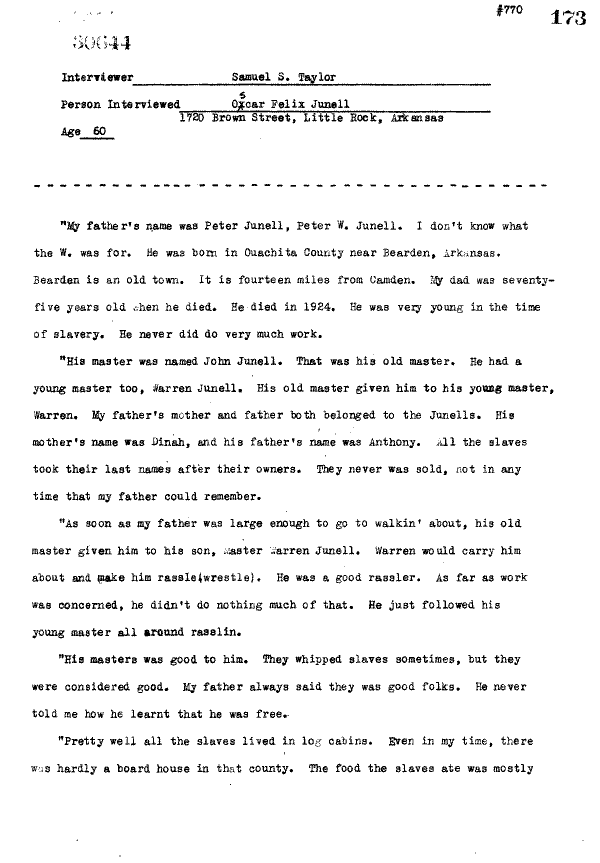 #770
173
30644
Interviewer Samuel S. Taylor
Person Interviewed Oscar Felix Junell
1720 Brown Street, Little Rock, Arkansas
Age 60
"My father's name was Peter Junell, Peter W. Junell. I don't know what
the W. was for. He was born in Ouachita County near Bearden, Arkansas.
Bearden is an old town. It is fourteen miles from Camden. My dad was seventy-
five years old when he died. He died in 1924. He was very young in the time
of slavery. He never did do very much work.
"His master was named John Junell. That was his old master. He had a
young master too, Warren Junell. His old master given him to his young master,
Warren. My father's mother and father both belonged to the Junells. His
mother's name was Dinah, and his father's name was Anthony. All the slaves
took their last names after their owners. They never was sold, not in any
time that my father could remember.
"As soon as my father was large enough to go to walkin' about, his old
master given him to his son, Master Warren Junell. Warren would carry him
about and make him rassle(wrestle). He was a good rassler. As far as work
was concerned, he didn't do nothing much of that. He just followed his
young master all around rasslin.
"His masters was good to him. They whipped slaves sometimes, but they
were considered good. My father always said they was good folks. He never
told me how he learnt that he was free.
"Pretty well all the slaves lived in log cabins. Even in my time, there
was hardly a board house in that county. The food the slaves ate was mostly